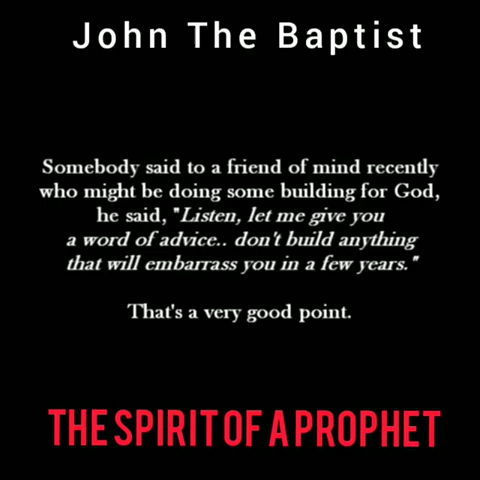 John The Baptist
Somebody said to a friend of mind recently
who might be doing some building for God,
he said, "Listen, let me give you
a word of advice.. don't build anything
that will embarrass you in a few years."
That's a very good point.
THE SPIRIT OF A PROPHET